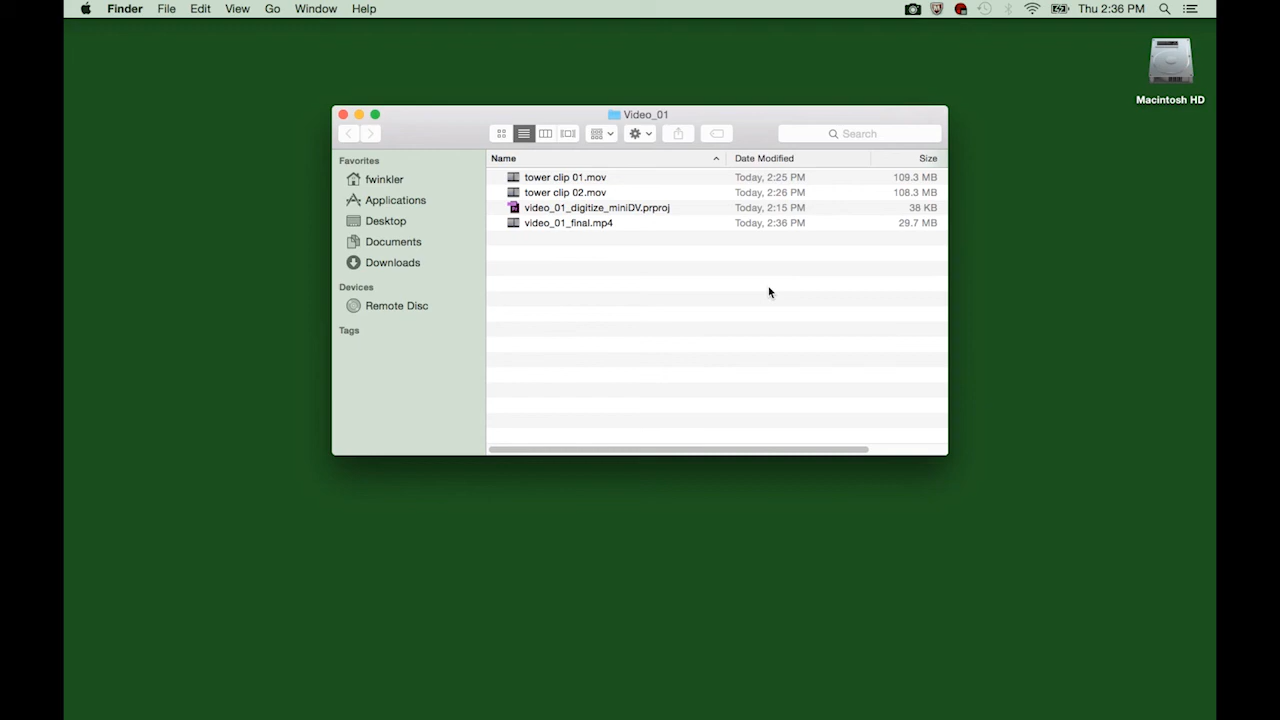 Finder File Edit View Go Window Help Thu 2:36 PM
Macintosh HD
Video_01
Search
Favorites
fwinkler
Applications
Desktop
Documents
Downloads
Devices
Remote Disc
Tags
Name Date Modified Size
tower clip 01.mov Today, 2:25 PM 109.3 MB
tower clip 02.mov Today, 2:26 PM 108.3 MB
video_01_digitize_miniDV.prproj Today, 2:15 PM 38 KB
video_01_final.mp4 Today, 2:36 PM 29.7 MB